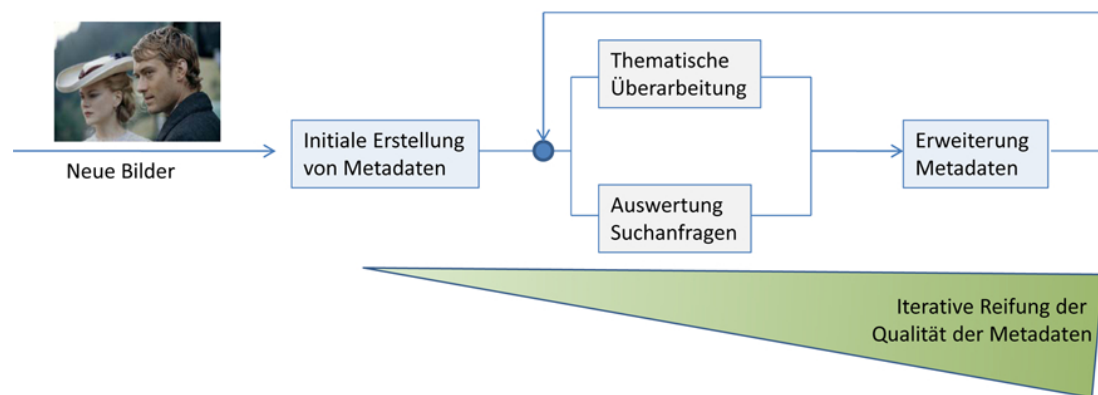 Neue Bilder
Initiale Erstellung
von Metadaten
Thematische
Überarbeitung
Auswertung
Suchanfragen
Erweiterung
Metadaten
Iterative Reifung der
Qualität der Metadaten